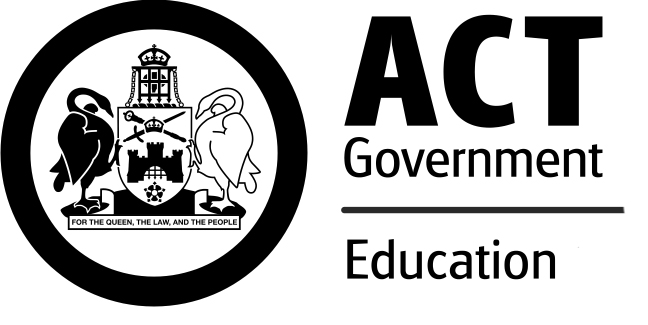 FOR THE QUEEN, THE LAW, AND THE PEOPLE
ACT
Government
Education